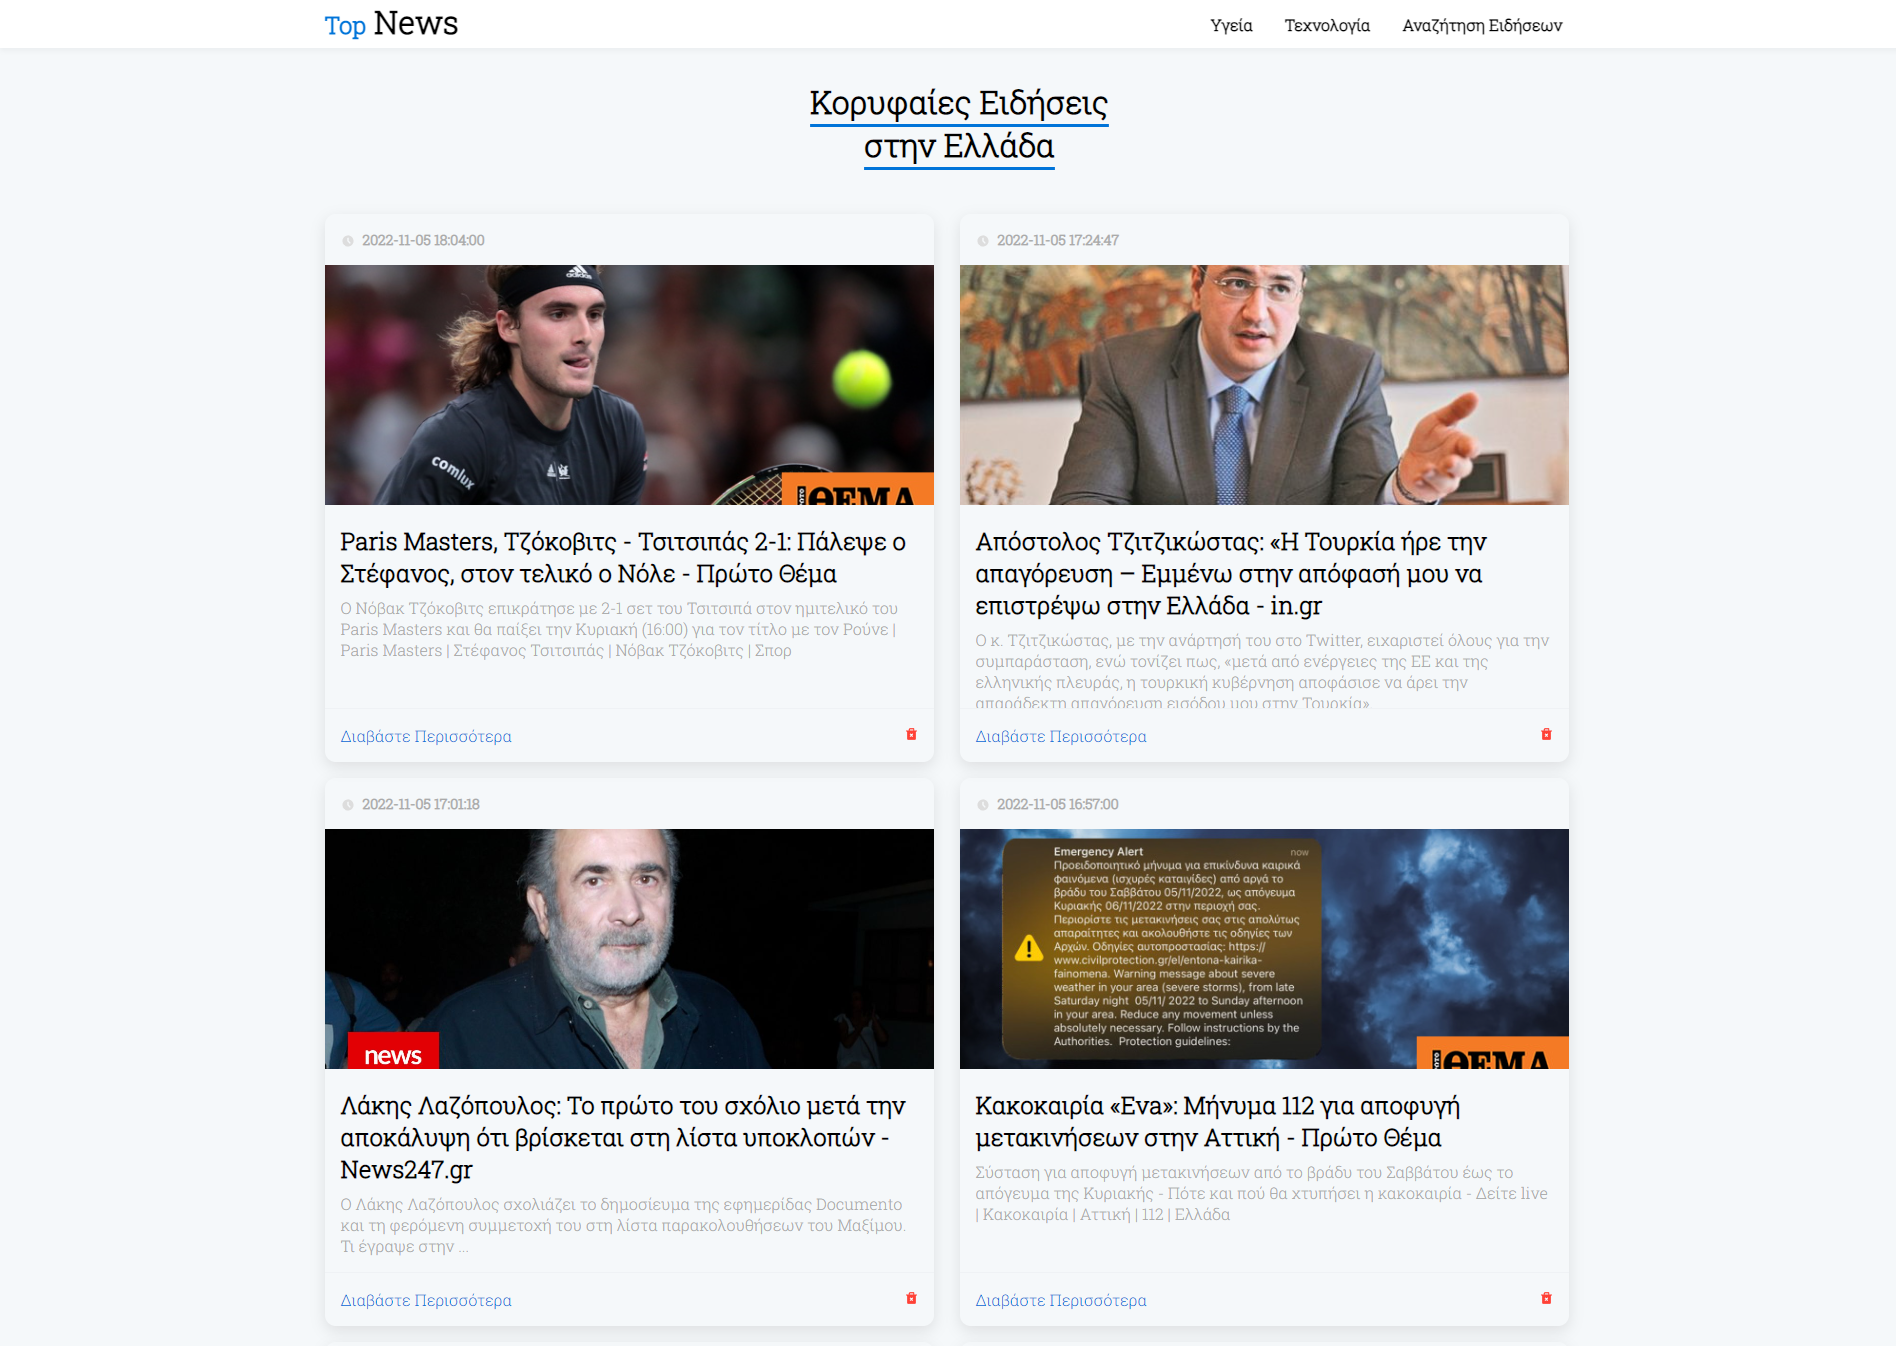 Top News
Υγεία
Τεχνολογία
Αναζήτηση Ειδήσεων
Κορυφαίες Ειδήσεις
στην Ελλάδα
2022-11-05 18:04:00
adidas
comlux
ΠΡΩΤΟ ΘΕΜΑ
Paris Masters, Τζόκοβιτς - Τσιτσιπάς 2-1: Πάλεψε ο
Στέφανος, στον τελικό ο Νόλε - Πρώτο Θέμα
Ο Νόβακ Τζόκοβιτς επικράτησε με 2-1 σετ του Τσιτσιπά στον ημιτελικό του
Paris Masters και θα παίξει την Κυριακή (16:00) για τον τίτλο με τον Ρούνε |
Paris Masters | Στέφανος Τσιτσιπάς | Νόβακ Τζόκοβιτς | Σπορ
Διαβάστε Περισσότερα
2022-11-05 17:24:47
Απόστολος Τζιτζικώστας: «Η Τουρκία ήρε την
απαγόρευση – Εμμένω στην απόφασή μου να
επιστρέψω στην Ελλάδα - in.gr
Ο κ. Τζιτζικώστας, με την ανάρτησή του στο Twitter, ειχαριστεί όλους για την
συμπαράσταση, ενώ τονίζει πως, «μετά από ενέργειες της ΕΕ και της
ελληνικής πλευράς, η τουρκική κυβέρνηση αποφάσισε να άρει την
απαράδεκτη απαγόρευση εισόδου μου στην Τουρκία»
Διαβάστε Περισσότερα
2022-11-05 17:01:18
news
Λάκης Λαζόπουλος: Το πρώτο του σχόλιο μετά την
αποκάλυψη ότι βρίσκεται στη λίστα υποκλοπών -
News247.gr
Ο Λάκης Λαζόπουλος σχολιάζει το δημοσίευμα της εφημερίδας Documento
και τη φερόμενη συμμετοχή του στη λίστα παρακολουθήσεων του Μαξίμου.
Τι έγραψε στην ...
Διαβάστε Περισσότερα
2022-11-05 16:57:00
Emergency Alert now
Προειδοποιητικό μήνυμα για επικίνδυνα καιρικά
φαινόμενα (ισχυρές καταιγίδες) από αργά το
βράδυ του Σαββάτου 05/11/2022, ως απόγευμα
Κυριακής 06/11/2022 στην περιοχή σας.
Περιορίστε τις μετακινήσεις σας στις απολύτως
απαραίτητες και ακολουθήστε τις οδηγίες των
Αρχών. Οδηγίες αυτοπροστασίας: https://
www.civilprotection.gr/el/entona-kairika-
fainomena. Warning message about severe
weather in your area (severe storms), from late
Saturday night 05/11/ 2022 to Sunday afternoon
in your area. Reduce any movement unless
absolutely necessary. Follow instructions by the
Authorities. Protection guidelines:
ΠΡΩΤΟ ΘΕΜΑ
Κακοκαιρία «Eva»: Μήνυμα 112 για αποφυγή
μετακινήσεων στην Αττική - Πρώτο Θέμα
Σύσταση για αποφυγή μετακινήσεων από το βράδυ του Σαββάτου έως το
απόγευμα της Κυριακής - Πότε και πού θα χτυπήσει η κακοκαιρία - Δείτε live
| Κακοκαιρία | Αττική | 112 | Ελλάδα
Διαβάστε Περισσότερα